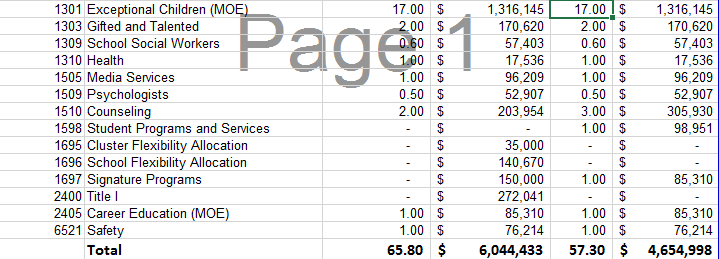 Page 1
1301 Exceptional Children (MOE) 17.00 $ 1,316,145 17.00 $ 1,316,145
1303 Gifted and Talented 2.00 $ 170,620 2.00 $ 170,620
1309 School Social Workers 0.60 $ 57,403 0.60 $ 57,403
1310 Health 1.00 $ 17,536 1.00 $ 17,536
1505 Media Services 1.00 $ 96,209 1.00 $ 96,209
1509 Psychologists 0.50 $ 52,907 0.50 $ 52,907
1510 Counseling 2.00 $ 203,954 3.00 $ 305,930
1598 Student Programs and Services - $ - 1.00 $ 98,951
1695 Cluster Flexibility Allocation - $ 35,000 - $ -
1696 School Flexibility Allocation - $ 140,670 - $ -
1697 Signature Programs - $ 150,000 1.00 $ 85,310
2400 Title I - $ 272,041 - $ -
2405 Career Education (MOE) 1.00 $ 85,310 1.00 $ 85,310
6521 Safety 1.00 $ 76,214 1.00 $ 76,214
Total 65.80 $ 6,044,433 57.30 $ 4,654,998